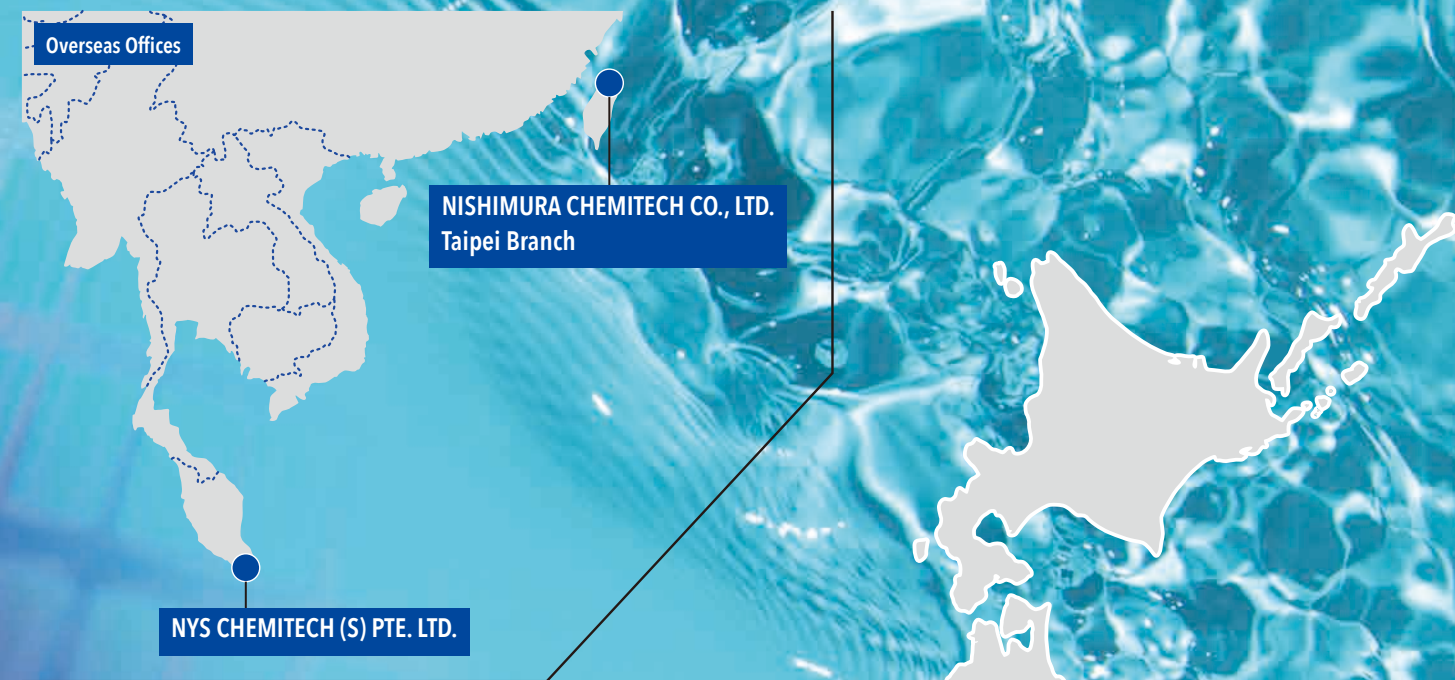 Overseas Offices
NISHIMURA CHEMITECH CO., LTD.
Taipei Branch
NYS CHEMITECH (S) PTE. LTD.